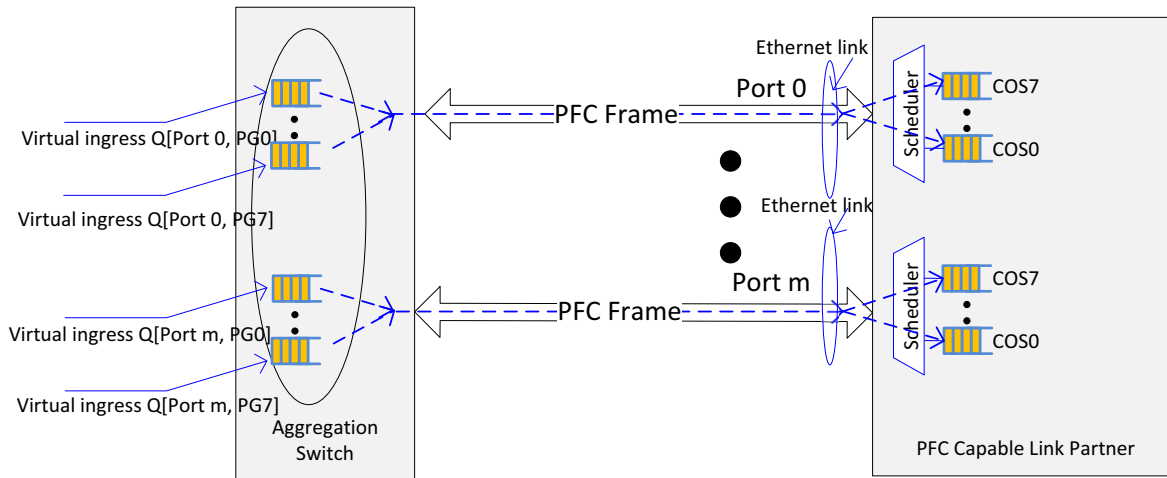 Ethernet link
Port 0
COS7
PFC Frame
Scheduler
Virtual ingress Q[Port 0, PG0]
COS0
Virtual ingress Q[Port 0, PG7]
Ethernet link
Port m
COS7
PFC Frame
Scheduler
Virtual ingress Q[Port m, PG0]
COS0
Virtual ingress Q[Port m, PG7]
Aggregation
Switch
PFC Capable Link Partner